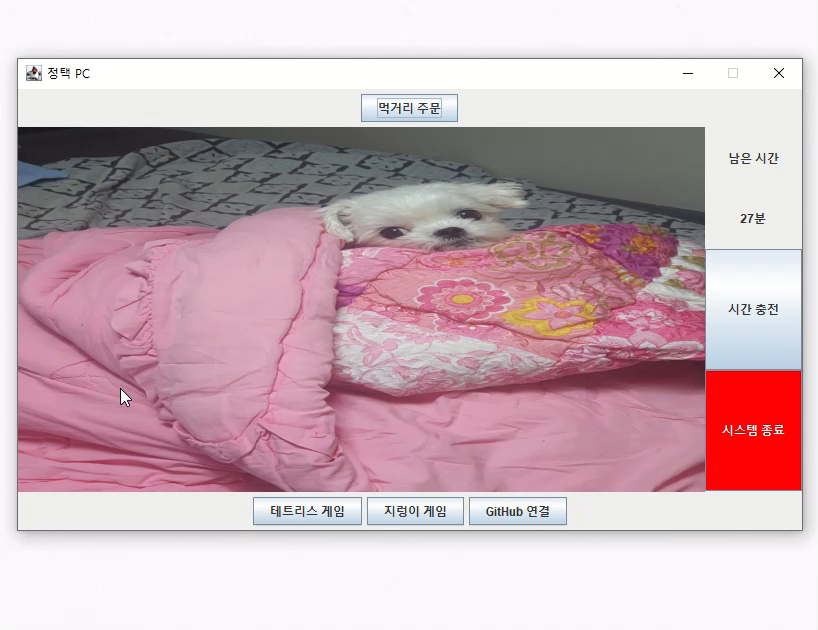 정택 PC
먹거리 주문
남은 시간
27분
시간 충전
시스템 종료
테트리스 게임
지렁이 게임
GitHub 연결